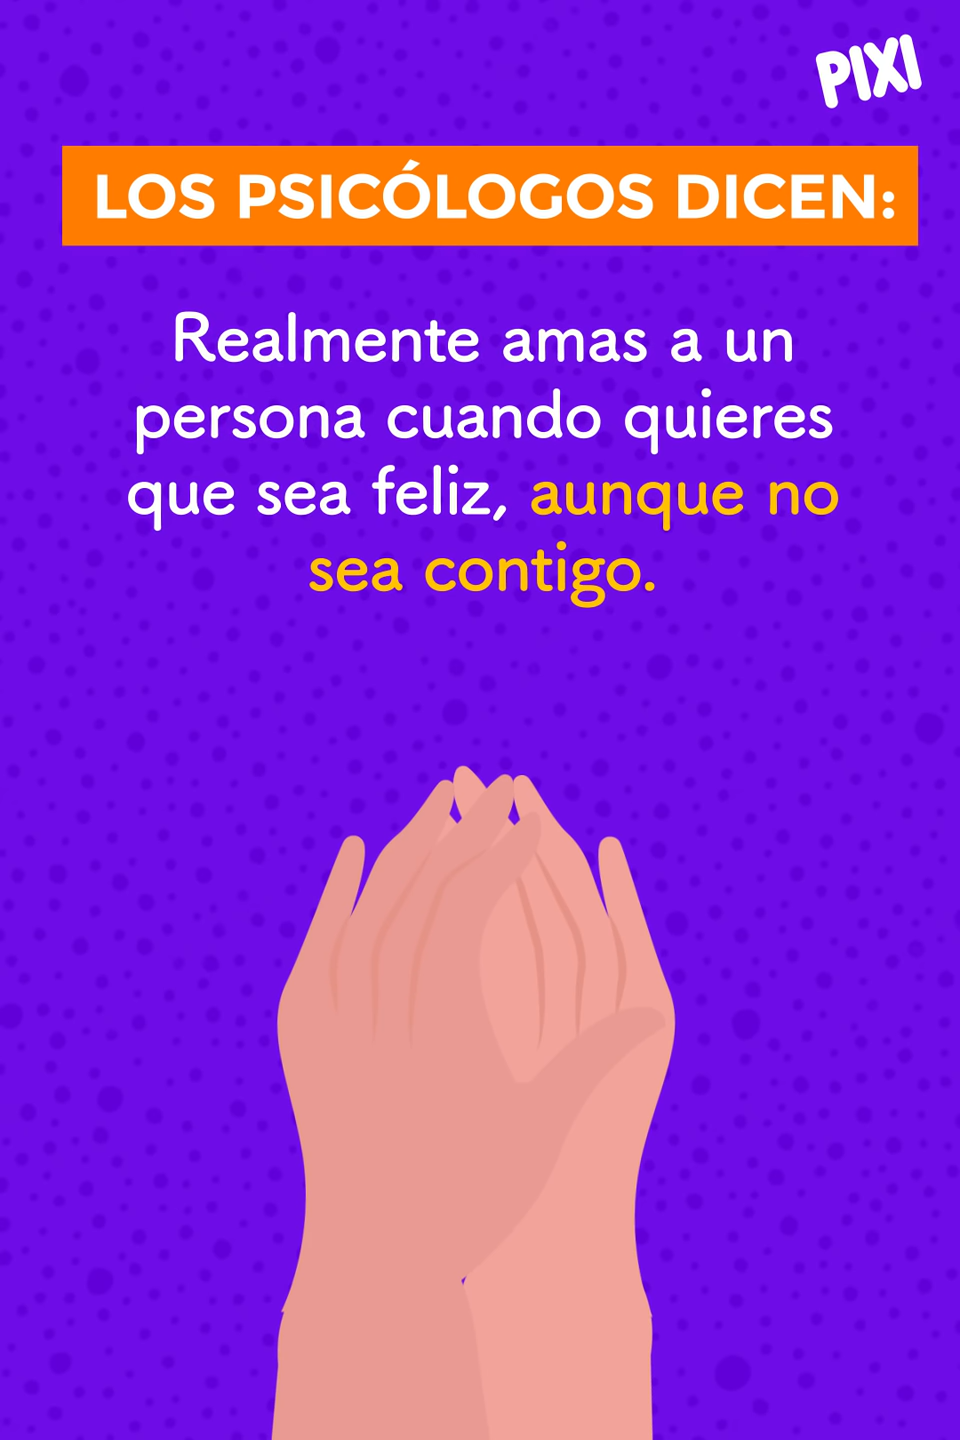 PIXI
LOS PSICÓLOGOS DICEN:
Realmente amas a un
persona cuando quieres
que sea feliz, aunque no
sea contigo.